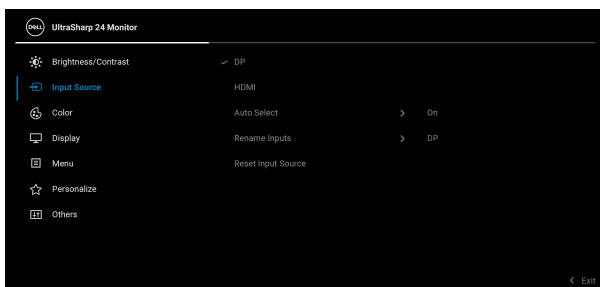 DELL UltraSharp 24 Monitor
Brightness/Contrast DP
Input Source HDMI
Color Auto Select On
Display Rename Inputs DP
Menu Reset Input Source
Personalize
Others
Exit